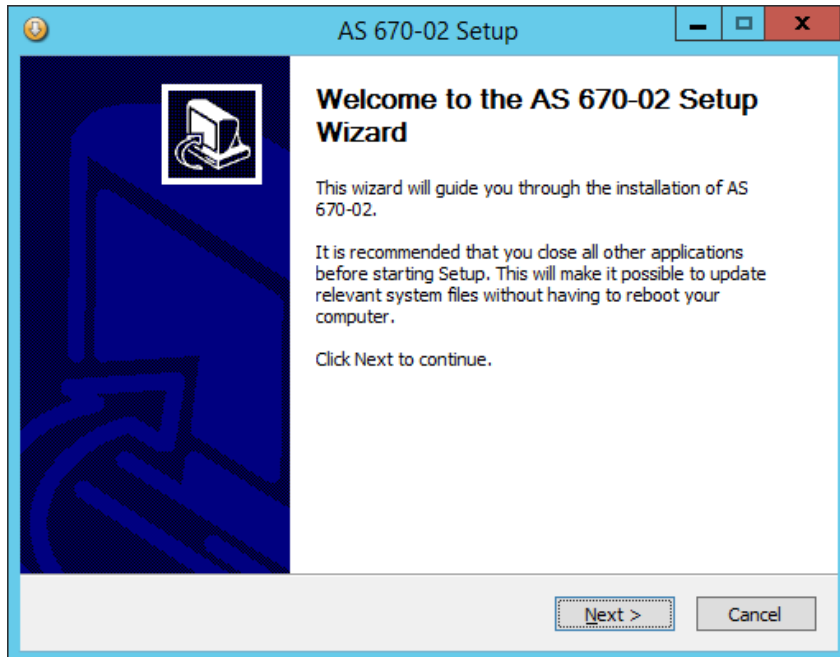 AS 670-02 Setup
Welcome to the AS 670-02 Setup
Wizard
This wizard will guide you through the installation of AS
670-02.
It is recommended that you close all other applications
before starting Setup. This will make it possible to update
relevant system files without having to reboot your
computer.
Click Next to continue.
Next >
Cancel